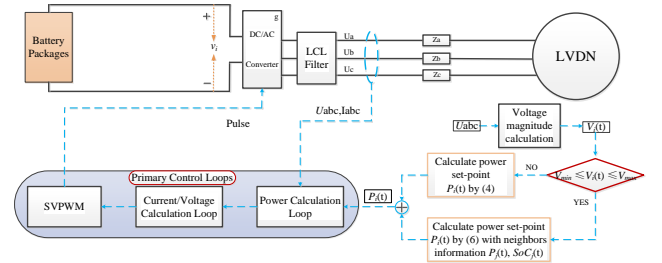 Battery
Packages
+
v_i
−
g
DC/AC
Converter
LCL
Filter
Ua
Ub
Uc
Za
Zb
Zc
LVDN
Pulse
Uabc,Iabc
Primary Control Loops
SVPWM
Current/Voltage
Calculation Loop
Power Calculation
Loop
P_i(t)
Uabc
Voltage
magnitude
calculation
V_i(t)
V_min ≤V_i(t) ≤V_max
NO
YES
Calculate power
set-point
P_i(t) by (4)
Calculate power set-point
P_i(t) by (6) with neighbors
information P_j(t), SoC_j(t)